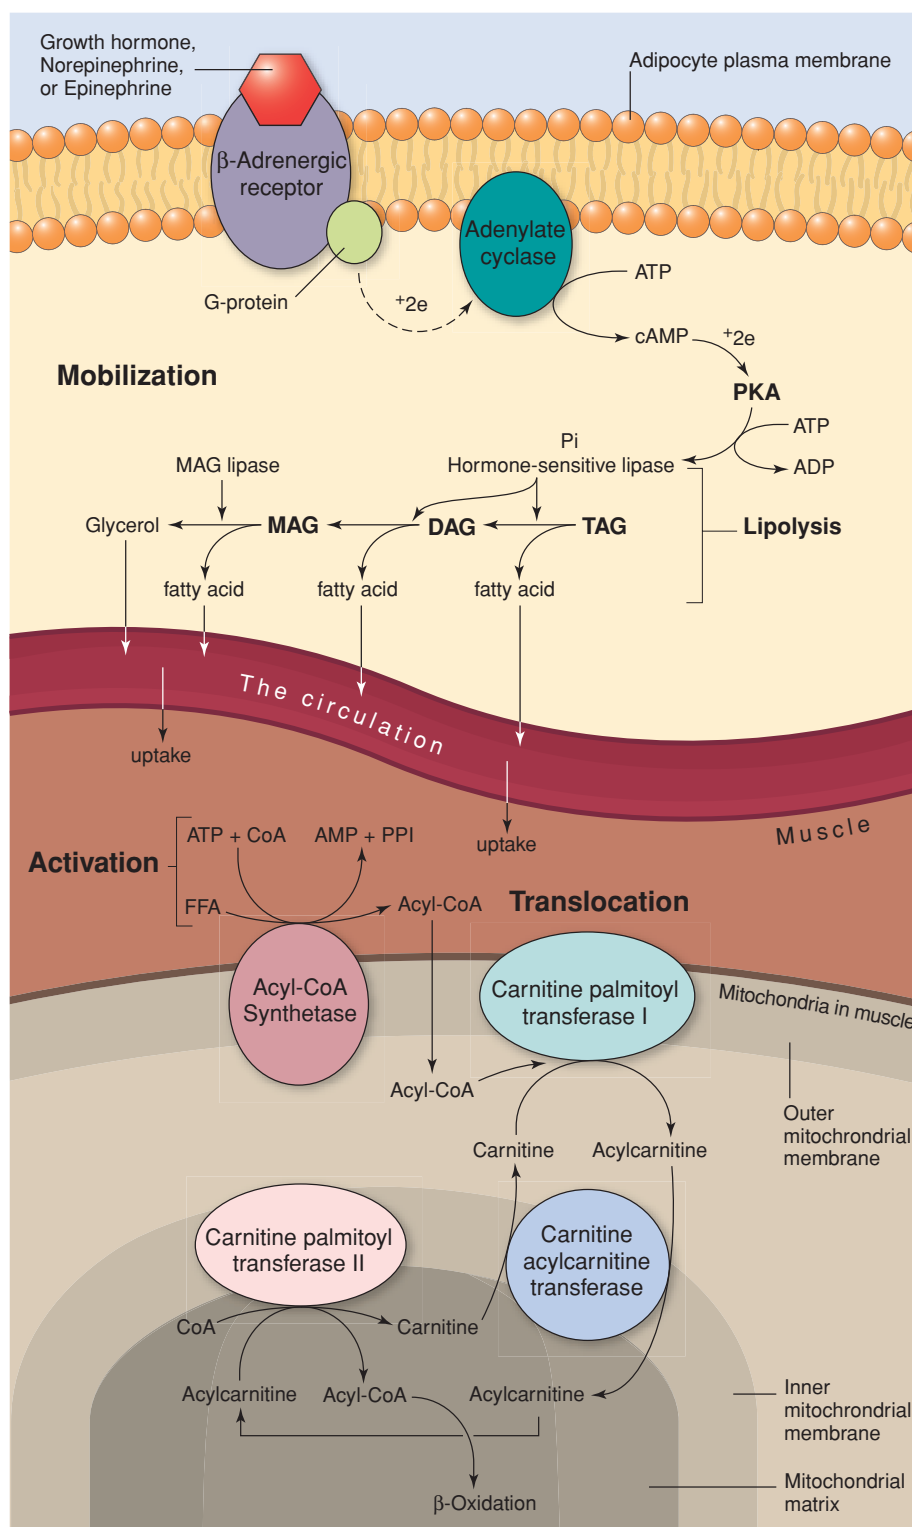 Growth hormone,
Norepinephrine,
or Epinephrine
Adipocyte plasma membrane
β-Adrenergic
receptor
Adenylate
cyclase
G-protein
+2e
ATP
cAMP
+2e
Mobilization
PKA
ATP
ADP
Pi
MAG lipase
Hormone-sensitive lipase
Glycerol
MAG
DAG
TAG
Lipolysis
fatty acid
fatty acid
fatty acid
The circulation
uptake
uptake
Muscle
ATP + CoA
AMP + PPI
Activation
FFA
Acyl-CoA
Translocation
Acyl-CoA
Synthetase
Carnitine palmitoyl
transferase I
Mitochondria in muscle
Acyl-CoA
Outer
mitochrondrial
membrane
Carnitine
Acylcarnitine
Carnitine palmitoyl
transferase II
Carnitine
acylcarnitine
transferase
CoA
Carnitine
Acylcarnitine
Acyl-CoA
Acylcarnitine
Inner
mitochrondrial
membrane
β-Oxidation
Mitochondrial
matrix